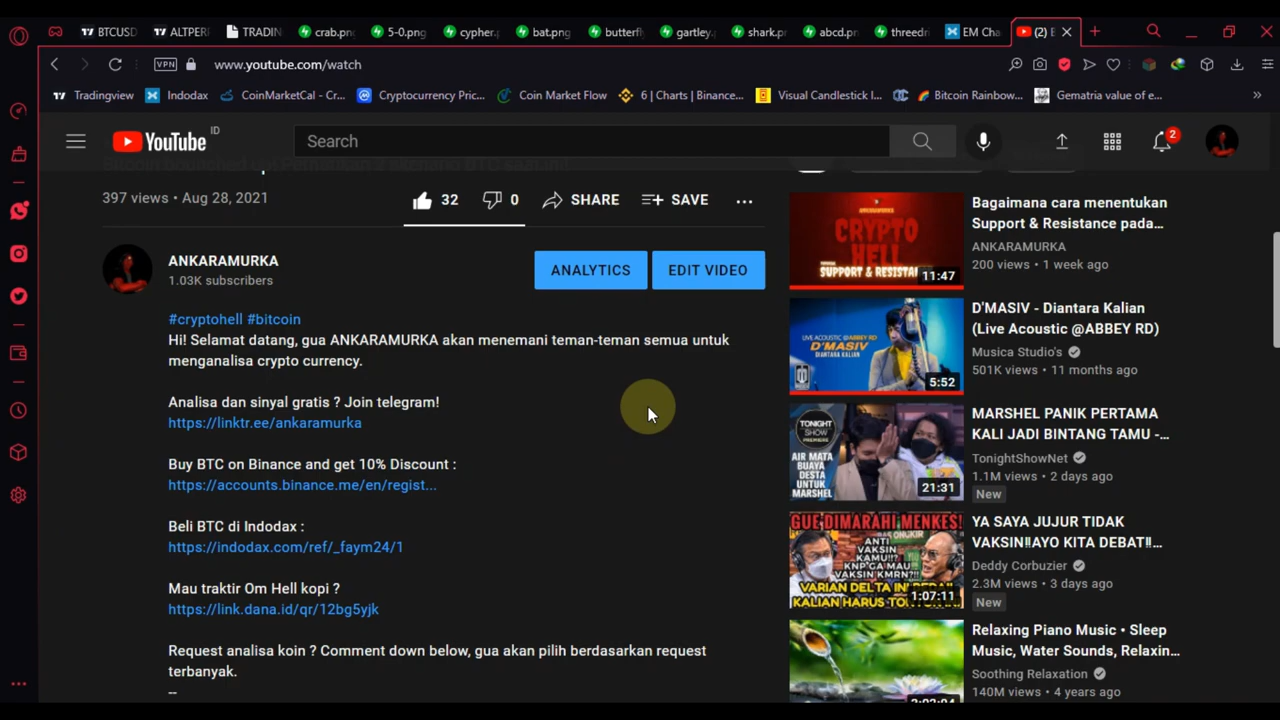 BTCUSD
ALTPERI
TRADIN
crab.png
5-0.png
cypher.p
bat.png
butterfl
gartley.p
shark.pn
abcd.pn
threedri
EM Cha
(2) E
VPN
www.youtube.com/watch
Tradingview
Indodax
CoinMarketCal - Cr...
Cryptocurrency Pric...
Coin Market Flow
6 | Charts | Binance...
Visual Candlestick I...
Bitcoin Rainbow...
Gematria value of e...
YouTube ID
Search
2
397 views • Aug 28, 2021
32
0
SHARE
SAVE
ANKARAMURKA
1.03K subscribers
ANALYTICS
EDIT VIDEO
#cryptohell #bitcoin
Hi! Selamat datang, gua ANKARAMURKA akan menemani teman-teman semua untuk
menganalisa crypto currency.
Analisa dan sinyal gratis ? Join telegram!
https://linktr.ee/ankaramurka
Buy BTC on Binance and get 10% Discount :
https://accounts.binance.me/en/regist...
Beli BTC di Indodax :
https://indodax.com/ref/_faym24/1
Mau traktir Om Hell kopi ?
https://link.dana.id/qr/12bg5yjk
Request analisa koin ? Comment down below, gua akan pilih berdasarkan request
terbanyak.
--
CRYPTO
HELL
SUPPORT & RESISTA
11:47
Bagaimana cara menentukan
Support & Resistance pada...
ANKARAMURKA
200 views • 1 week ago
LIVE ACOUSTIC @ABBEY RD
D'MASIV
DIANTARA KALIAN
5:52
D'MASIV - Diantara Kalian
(Live Acoustic @ABBEY RD)
Musica Studio's
501K views • 11 months ago
TONIGHT
SHOW
PREMIERE
AIR MATA
BUAYA
DESTA
UNTUK
MARSHEL
21:31
MARSHEL PANIK PERTAMA
KALI JADI BINTANG TAMU -...
TonightShowNet
1.1M views • 2 days ago
New
GUE DIMARAHI MENKES!
ANTI
VAKSIN
KAMU!!?
KNP GA MAU
VAKSIN KMRN?!!
VARIAN DELTA INI
KALIAN HARUS
1:07:11
YA SAYA JUJUR TIDAK
VAKSIN‼️AYO KITA DEBAT‼️...
Deddy Corbuzier
2.3M views • 3 days ago
New
Relaxing Piano Music • Sleep
Music, Water Sounds, Relaxin...
Soothing Relaxation
140M views • 4 years ago